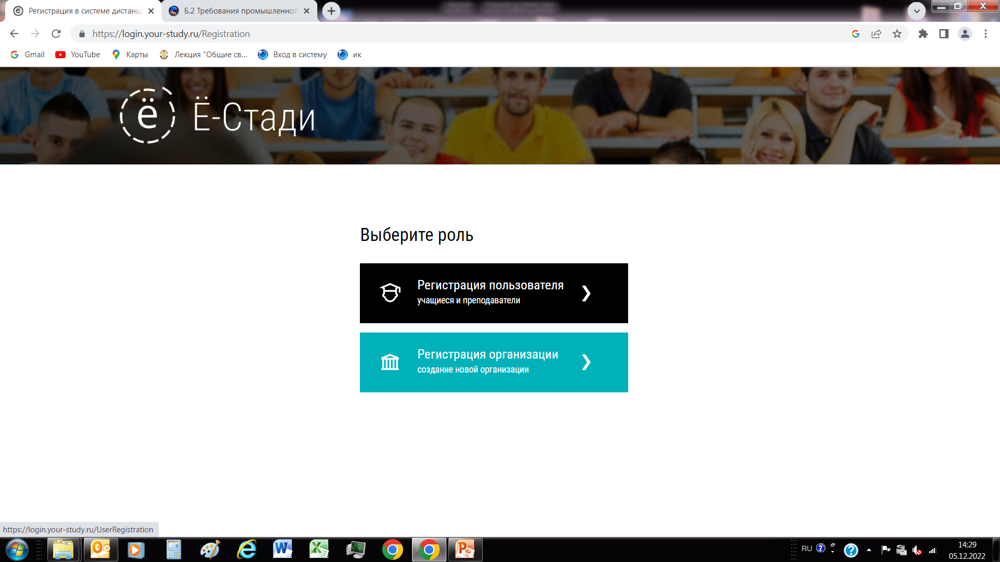 Регистрация в системе дистанц
Б.2 Требования промышленной
https://login.your-study.ru/Registration
Gmail
YouTube
Карты
Лекция "Общие св...
Вход в систему
ик
ё Ё-Стади
Выберите роль
Регистрация пользователя
учащиеся и преподаватели
Регистрация организации
создание новой организации
https://login.your-study.ru/UserRegistration
RU
14:29
05.12.2022